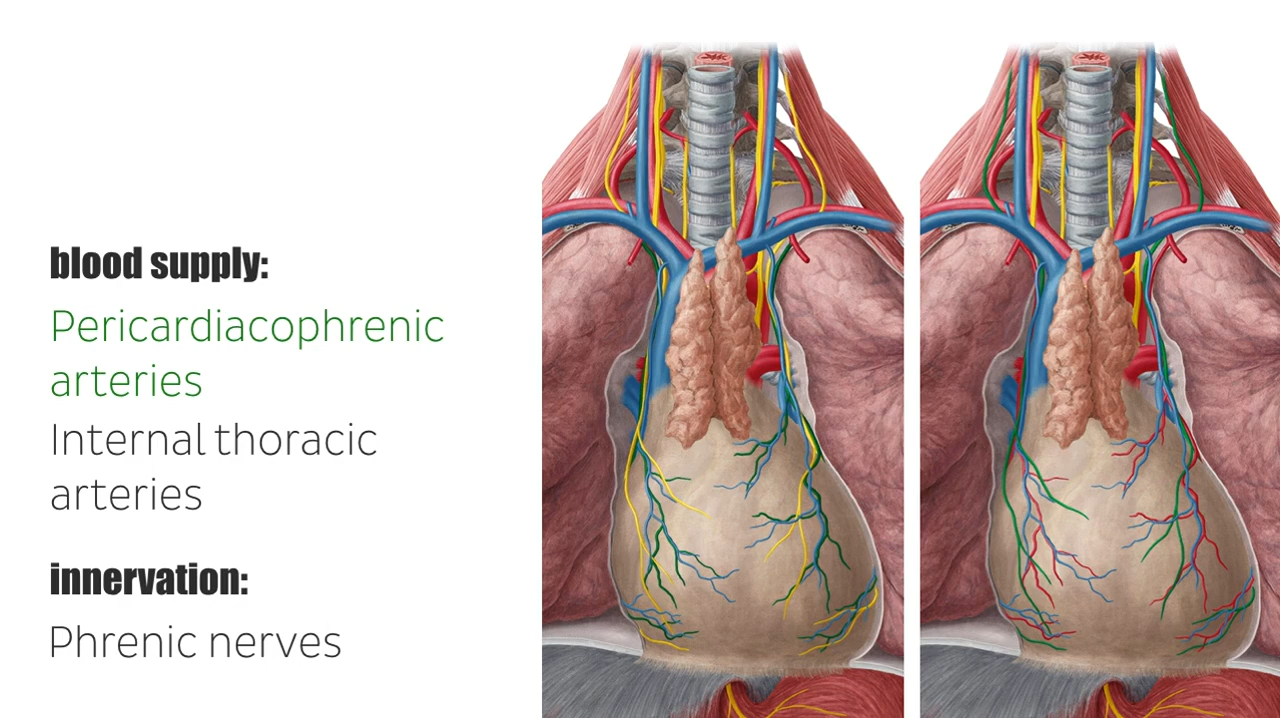 blood supply:
Pericardiacophrenic
arteries
Internal thoracic
arteries
innervation:
Phrenic nerves